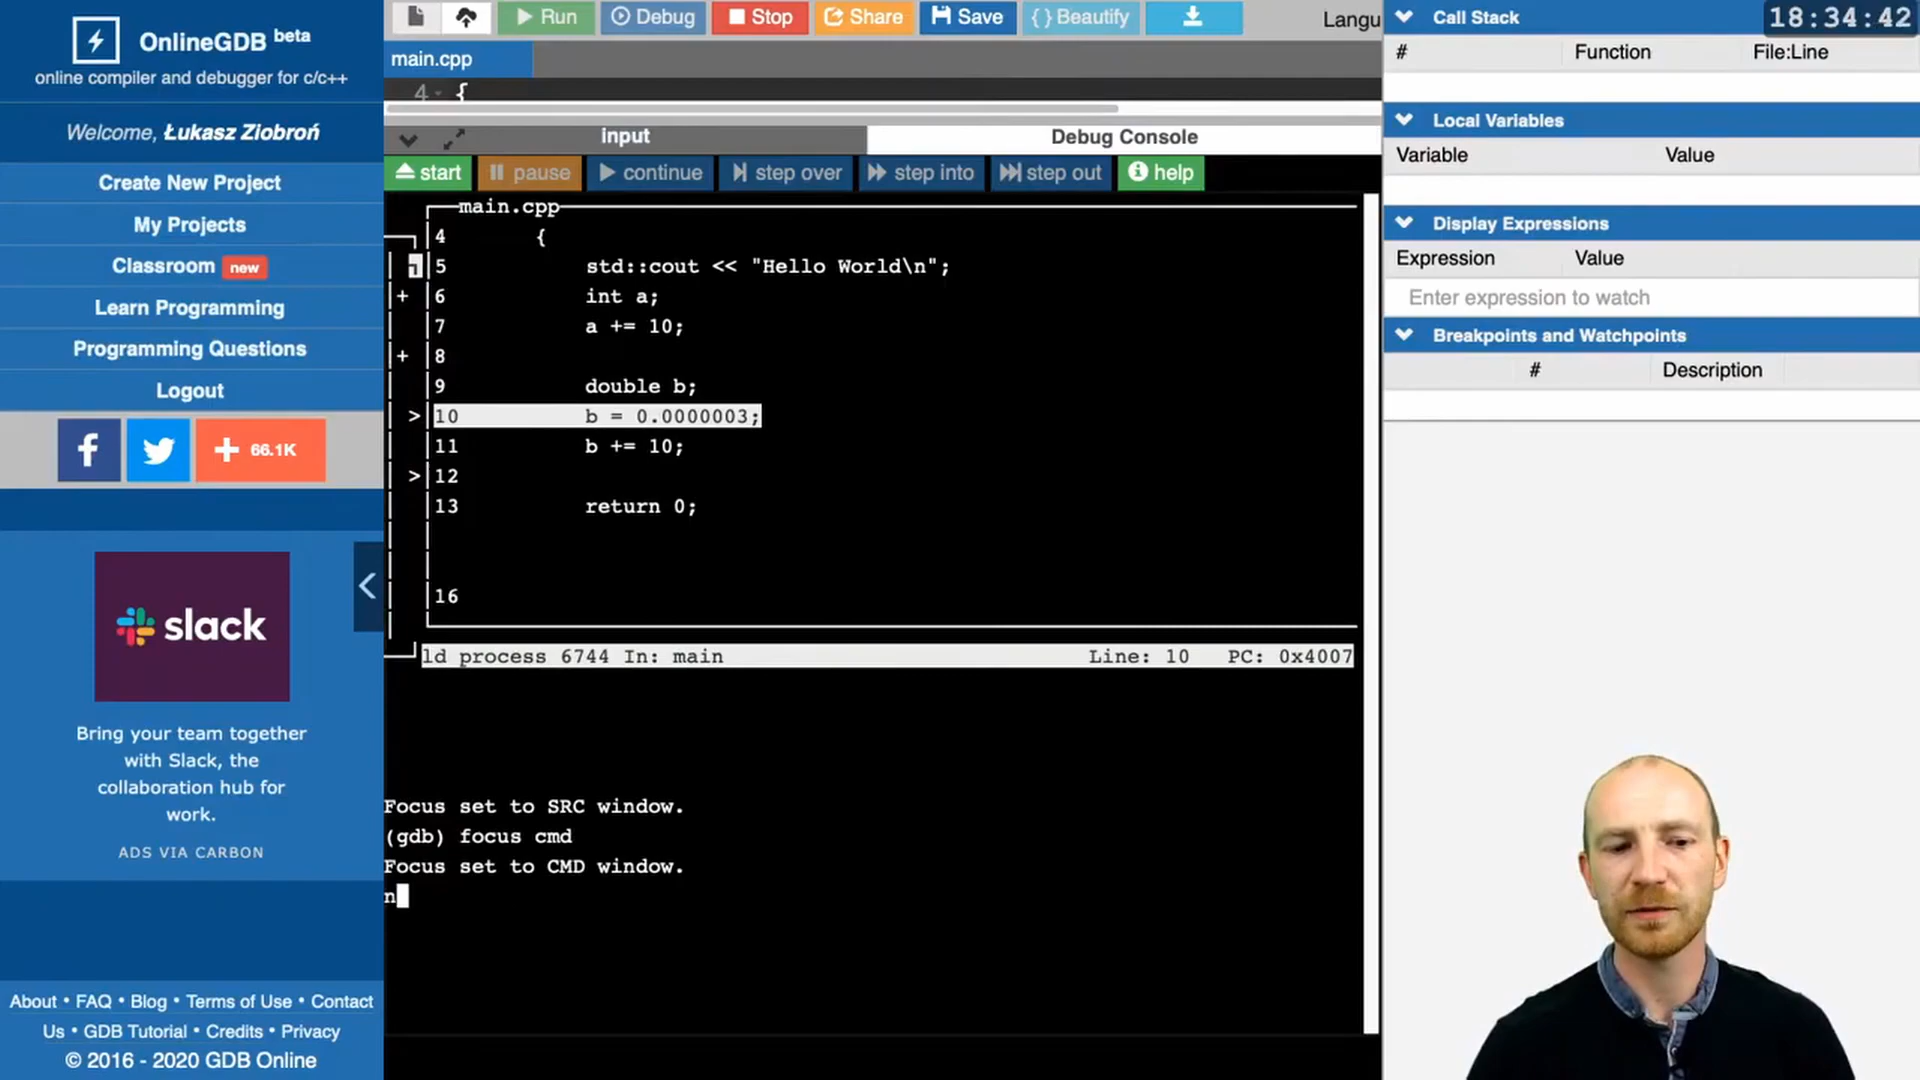 OnlineGDB beta
online compiler and debugger for c/c++
Welcome, Łukasz Ziobroń
Create New Project
My Projects
Classroom new
Learn Programming
Programming Questions
Logout
66.1K
slack
Bring your team together
with Slack, the
collaboration hub for
work.
ADS VIA CARBON
About • FAQ • Blog • Terms of Use • Contact
Us • GDB Tutorial • Credits • Privacy
© 2016 - 2020 GDB Online
Run Debug Stop Share Save {} Beautify Langu
main.cpp
4 {
input Debug Console
start pause continue step over step into step out help
main.cpp
4 {
5 std::cout << "Hello World\n";
+ 6 int a;
7 a += 10;
+ 8
9 double b;
> 10 b = 0.0000003;
11 b += 10;
> 12
13 return 0;
16
ld process 6744 In: main Line: 10 PC: 0x4007
Focus set to SRC window.
(gdb) focus cmd
Focus set to CMD window.
n
Call Stack
18:34:42
# Function File:Line
Local Variables
Variable Value
Display Expressions
Expression Value
Enter expression to watch
Breakpoints and Watchpoints
# Description